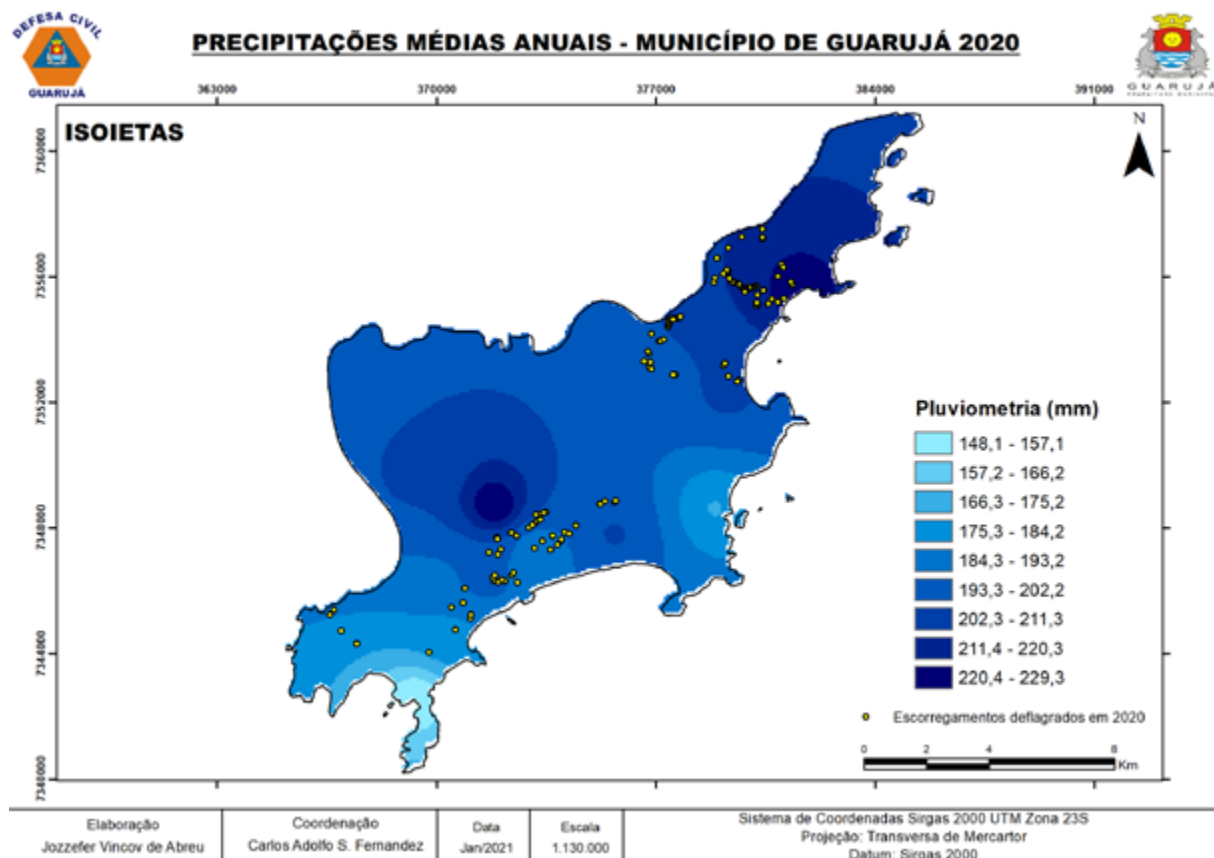 DEFESA CIVIL
GUARUJÁ
PRECIPITAÇÕES MÉDIAS ANUAIS - MUNICÍPIO DE GUARUJÁ 2020
GUARUJÁ
363000
370000
377000
384000
391000
ISOIETAS
N
7360000
7356000
7352000
7348000
7344000
7340000
Pluviometria (mm)
148,1 - 157,1
157,2 - 166,2
166,3 - 175,2
175,3 - 184,2
184,3 - 193,2
193,3 - 202,2
202,3 - 211,3
211,4 - 220,3
220,4 - 229,3
Escorregamentos deflagrados em 2020
0 2 4 8
Km
Elaboração
Jozzefer Vincov de Abreu
Coordenação
Carlos Adolfo S. Fernandez
Data
Jan/2021
Escala
1.130.000
Sistema de Coordenadas Sirgas 2000 UTM Zona 23S
Projeção: Transversa de Mercartor
Datum: Sirgas 2000